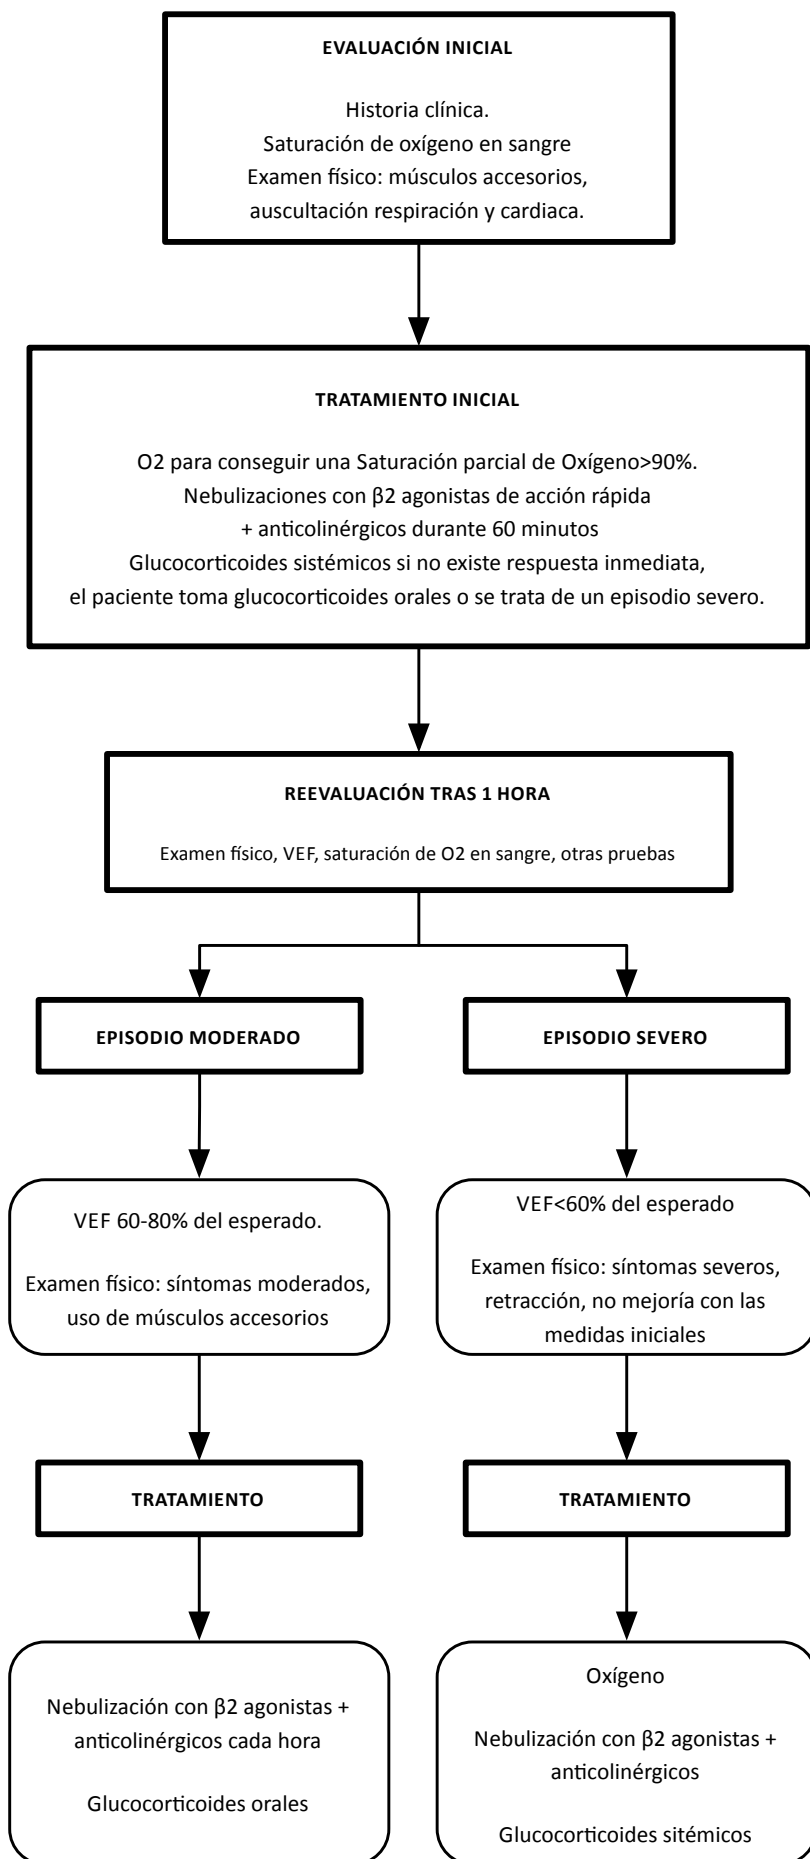 EVALUACIÓN INICIAL
Historia clínica.
Saturación de oxígeno en sangre
Examen físico: músculos accesorios,
auscultación respiración y cardiaca.
TRATAMIENTO INICIAL
O2 para conseguir una Saturación parcial de Oxígeno>90%.
Nebulizaciones con β2 agonistas de acción rápida
+ anticolinérgicos durante 60 minutos
Glucocorticoides sistémicos si no existe respuesta inmediata,
el paciente toma glucocorticoides orales o se trata de un episodio severo.
REEVALUACIÓN TRAS 1 HORA
Examen físico, VEF, saturación de O2 en sangre, otras pruebas
EPISODIO MODERADO
EPISODIO SEVERO
VEF 60-80% del esperado.
Examen físico: síntomas moderados,
uso de músculos accesorios
VEF<60% del esperado
Examen físico: síntomas severos,
retracción, no mejoría con las
medidas iniciales
TRATAMIENTO
TRATAMIENTO
Nebulización con β2 agonistas +
anticolinérgicos cada hora
Glucocorticoides orales
Oxígeno
Nebulización con β2 agonistas +
anticolinérgicos
Glucocorticoides sitémicos